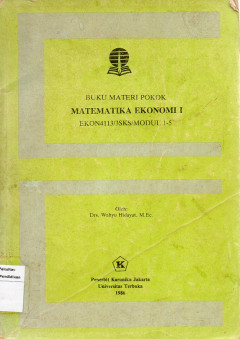 BUKU MATERI POKOK
MATEMATIKA EKONOMI I
EKON4113/3SKS/MODUL 1-5
Oleh:
Drs. Wahyu Hidayat, M.Ec.
K
Penerbit Karunika Jakarta
Universitas Terbuka
1986